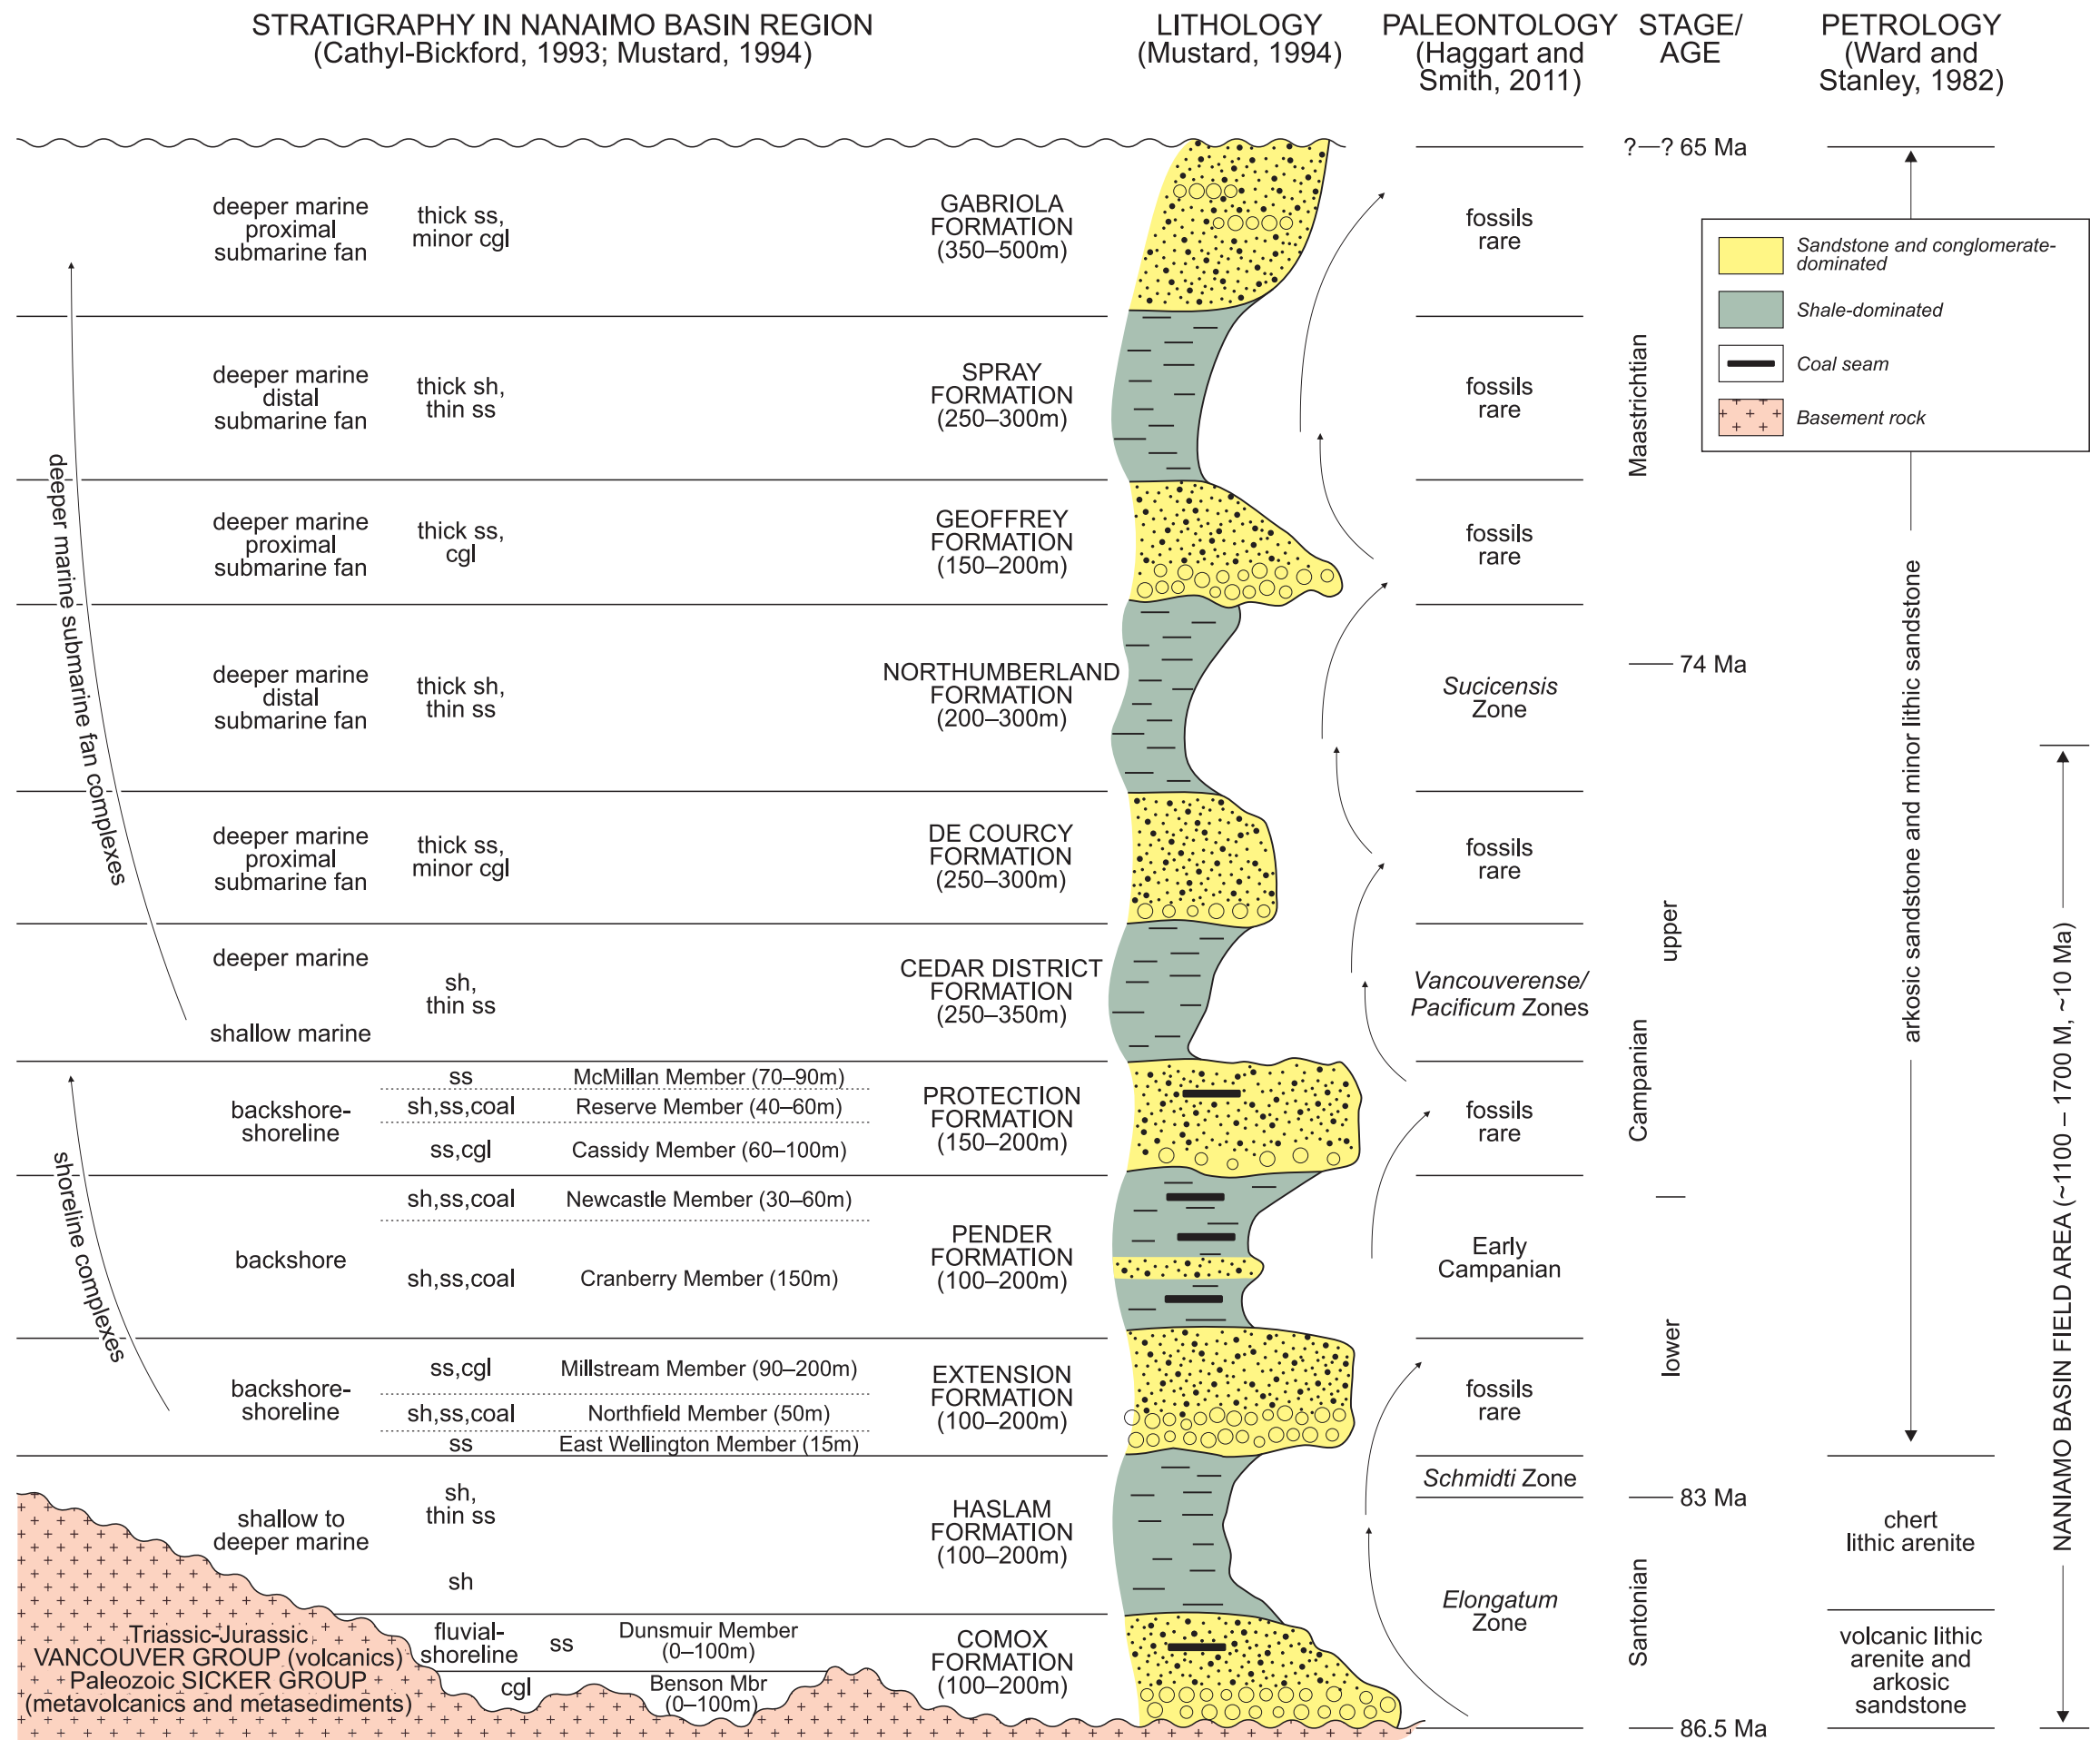 STRATIGRAPHY IN NANAIMO BASIN REGION
(Cathyl-Bickford, 1993; Mustard, 1994)
LITHOLOGY
(Mustard, 1994)
PALEONTOLOGY
(Haggart and
Smith, 2011)
STAGE/
AGE
PETROLOGY
(Ward and
Stanley, 1982)
deeper marine
proximal
submarine fan
thick ss,
minor cgl
GABRIOLA
FORMATION
(350–500m)
fossils
rare
?—? 65 Ma
Sandstone and conglomerate-
dominated
Shale-dominated
Coal seam
Basement rock
deeper marine
distal
submarine fan
thick sh,
thin ss
SPRAY
FORMATION
(250–300m)
fossils
rare
Maastrichtian
deeper marine submarine fan complexes
deeper marine
proximal
submarine fan
thick ss,
cgl
GEOFFREY
FORMATION
(150–200m)
fossils
rare
deeper marine
distal
submarine fan
thick sh,
thin ss
NORTHUMBERLAND
FORMATION
(200–300m)
Sucicensis
Zone
74 Ma
arkosic sandstone and minor lithic sandstone
deeper marine
proximal
submarine fan
thick ss,
minor cgl
DE COURCY
FORMATION
(250–300m)
fossils
rare
upper
Campanian
deeper marine
shallow marine
sh,
thin ss
CEDAR DISTRICT
FORMATION
(250–350m)
Vancouverense/
Pacificum Zones
NANIAMO BASIN FIELD AREA (~1100 – 1700 M, ~10 Ma)
shoreline complexes
backshore-
shoreline
ss
McMillan Member (70–90m)
sh,ss,coal
Reserve Member (40–60m)
ss,cgl
Cassidy Member (60–100m)
PROTECTION
FORMATION
(150–200m)
fossils
rare
backshore
sh,ss,coal
Newcastle Member (30–60m)
sh,ss,coal
Cranberry Member (150m)
PENDER
FORMATION
(100–200m)
Early
Campanian
lower
backshore-
shoreline
ss,cgl
Millstream Member (90–200m)
sh,ss,coal
Northfield Member (50m)
ss
East Wellington Member (15m)
EXTENSION
FORMATION
(100–200m)
fossils
rare
shallow to
deeper marine
sh,
thin ss
sh
HASLAM
FORMATION
(100–200m)
Schmidti Zone
83 Ma
chert
lithic arenite
Elongatum
Zone
Santonian
Triassic-Jurassic
VANCOUVER GROUP (volcanics)
Paleozoic SICKER GROUP
(metavolcanics and metasediments)
fluvial-
shoreline
ss
Dunsmuir Member
(0–100m)
cgl
Benson Mbr
(0–100m)
COMOX
FORMATION
(100–200m)
volcanic lithic
arenite and
arkosic
sandstone
86.5 Ma